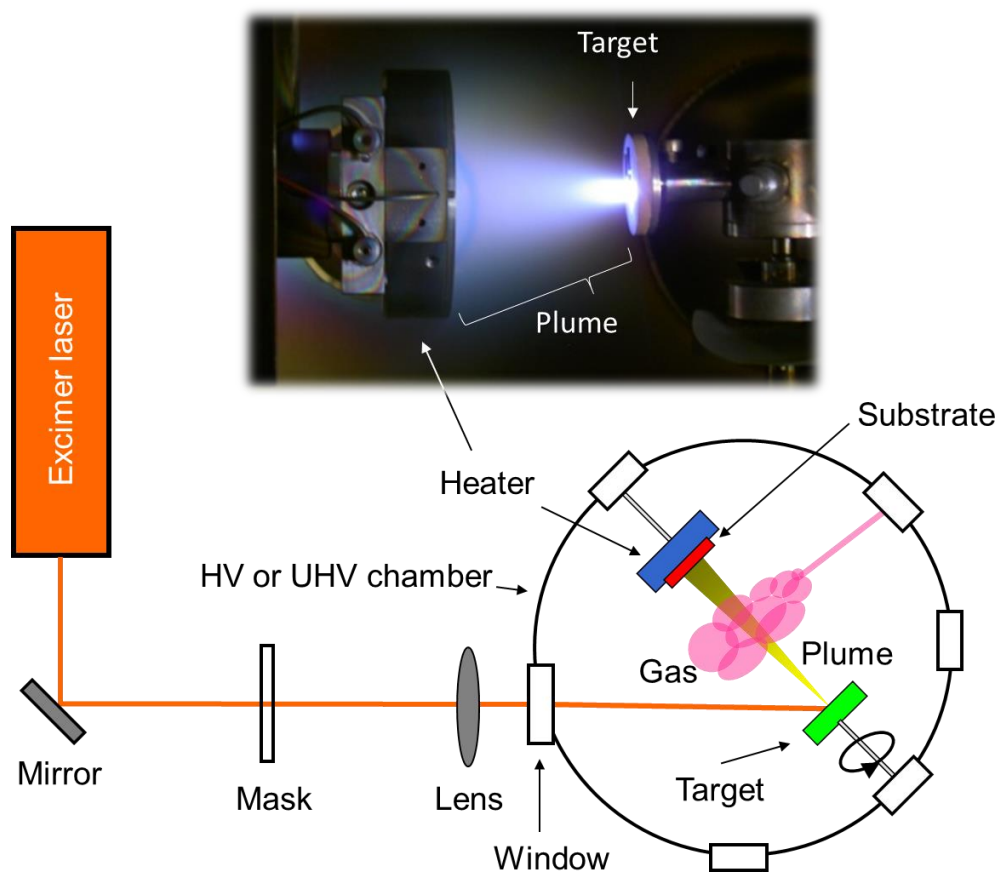 Target
Plume
Excimer laser
Substrate
Heater
HV or UHV chamber
Gas
Plume
Mirror
Mask
Lens
Target
Window